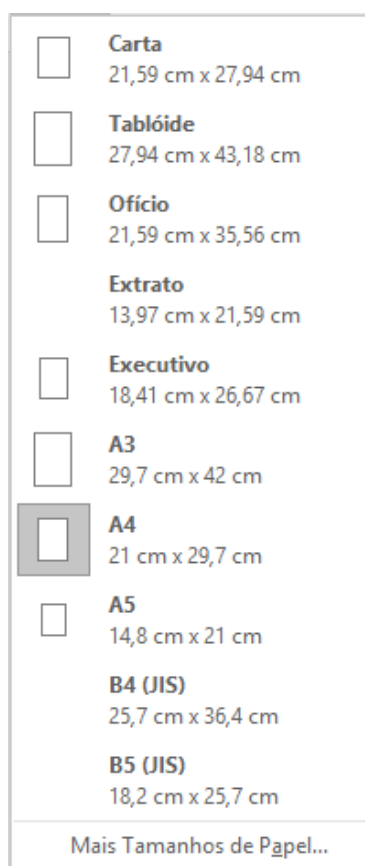 Carta
21,59 cm x 27,94 cm
Tablóide
27,94 cm x 43,18 cm
Ofício
21,59 cm x 35,56 cm
Extrato
13,97 cm x 21,59 cm
Executivo
18,41 cm x 26,67 cm
A3
29,7 cm x 42 cm
A4
21 cm x 29,7 cm
A5
14,8 cm x 21 cm
B4 (JIS)
25,7 cm x 36,4 cm
B5 (JIS)
18,2 cm x 25,7 cm
Mais Tamanhos de Papel...